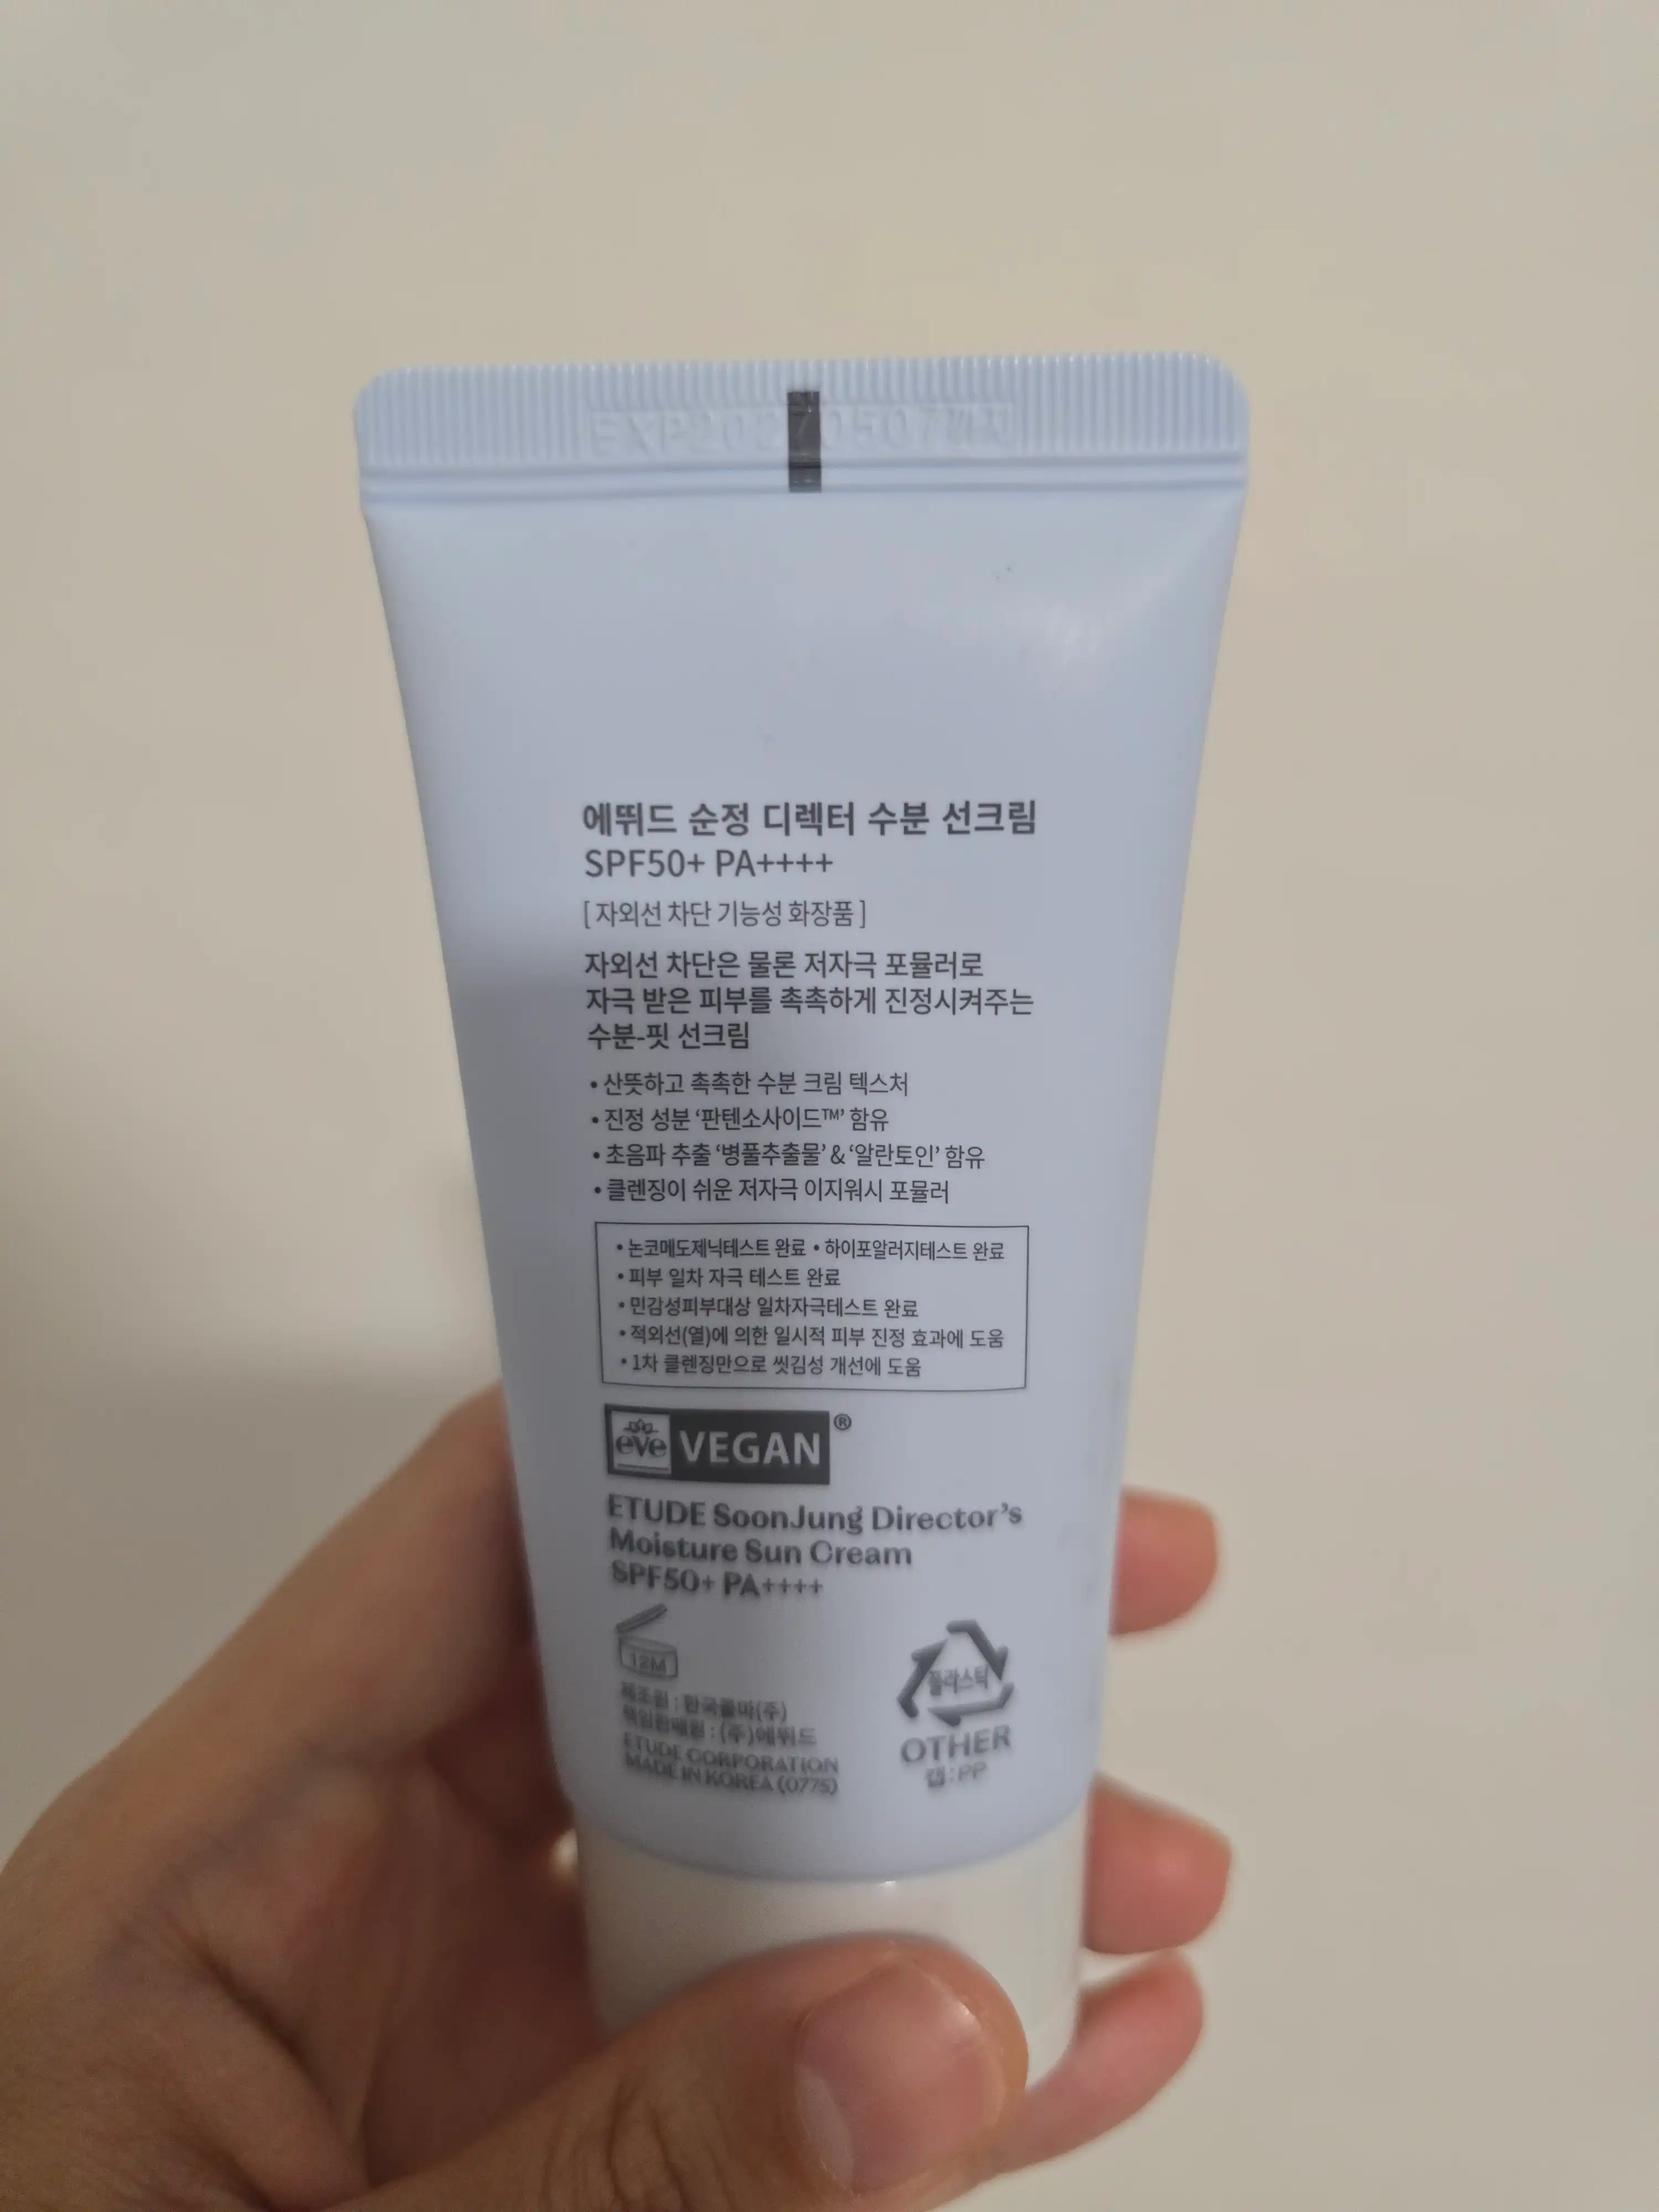 에뛰드 순정 디렉터 수분 선크림
SPF50+ PA++++
[ 자외선 차단 기능성 화장품 ]
자외선 차단은 물론 저자극 포뮬러로
자극 받은 피부를 촉촉하게 진정시켜주는
수분-핏 선크림
• 산뜻하고 촉촉한 수분 크림 텍스처
• 진정 성분 ‘판텐소사이드™’ 함유
• 초음파 추출 ‘병풀추출물’ & ‘알란토인’ 함유
• 클렌징이 쉬운 저자극 이지워시 포뮬러
• 논코메도제닉테스트 완료 • 하이포알러지테스트 완료
• 피부 일차 자극 테스트 완료
• 민감성피부대상 일차자극테스트 완료
• 적외선(열)에 의한 일시적 피부 진정 효과에 도움
• 1차 클렌징만으로 씻김성 개선에 도움
eve VEGAN ®
ETUDE SoonJung Director’s
Moisture Sun Cream
SPF50+ PA++++
12M
제조원 : 한국콜마(주)
책임판매원 : (주)에뛰드
ETUDE CORPORATION
MADE IN KOREA (0775)
플라스틱
OTHER
캡:PP